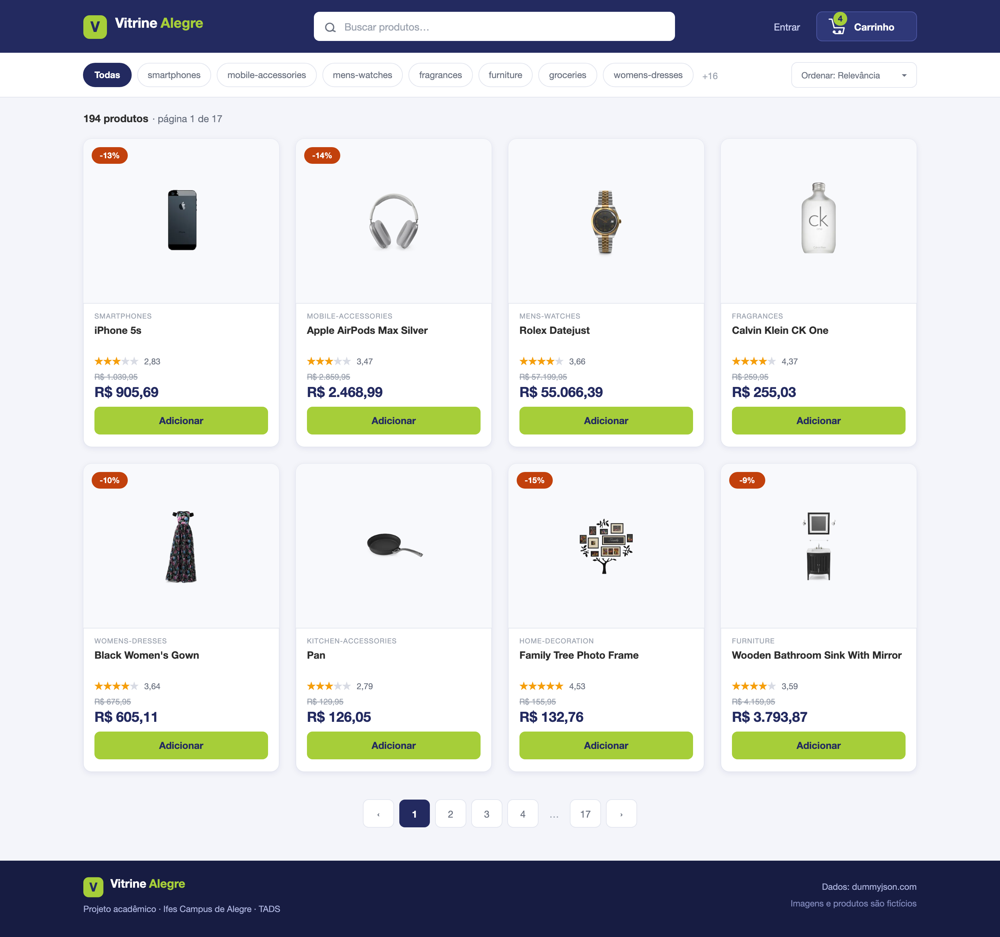 V Vitrine Alegre
Buscar produtos...
Entrar
4
Carrinho
Todas
smartphones
mobile-accessories
mens-watches
fragrances
furniture
groceries
womens-dresses
+16
Ordenar: Relevância
194 produtos · página 1 de 17
-13%
SMARTPHONES
iPhone 5s
★★★★★ 2,83
R$ 1.039,95
R$ 905,69
Adicionar
-14%
MOBILE-ACCESSORIES
Apple AirPods Max Silver
★★★★★ 3,47
R$ 2.859,95
R$ 2.468,99
Adicionar
MENS-WATCHES
Rolex Datejust
★★★★★ 3,66
R$ 57.199,95
R$ 55.066,39
Adicionar
ck
one
Calvin Klein
FRAGRANCES
Calvin Klein CK One
★★★★★ 4,37
R$ 259,95
R$ 255,03
Adicionar
-10%
WOMENS-DRESSES
Black Women's Gown
★★★★★ 3,64
R$ 675,95
R$ 605,11
Adicionar
KITCHEN-ACCESSORIES
Pan
★★★★★ 2,79
R$ 129,95
R$ 126,05
Adicionar
-15%
Family
HOME-DECORATION
Family Tree Photo Frame
★★★★★ 4,53
R$ 155,95
R$ 132,76
Adicionar
-9%
FURNITURE
Wooden Bathroom Sink With Mirror
★★★★★ 3,59
R$ 4.159,95
R$ 3.793,87
Adicionar
‹ 1 2 3 4 ... 17 ›
V Vitrine Alegre
Projeto acadêmico · Ifes Campus de Alegre · TADS
Dados: dummyjson.com
Imagens e produtos são fictícios